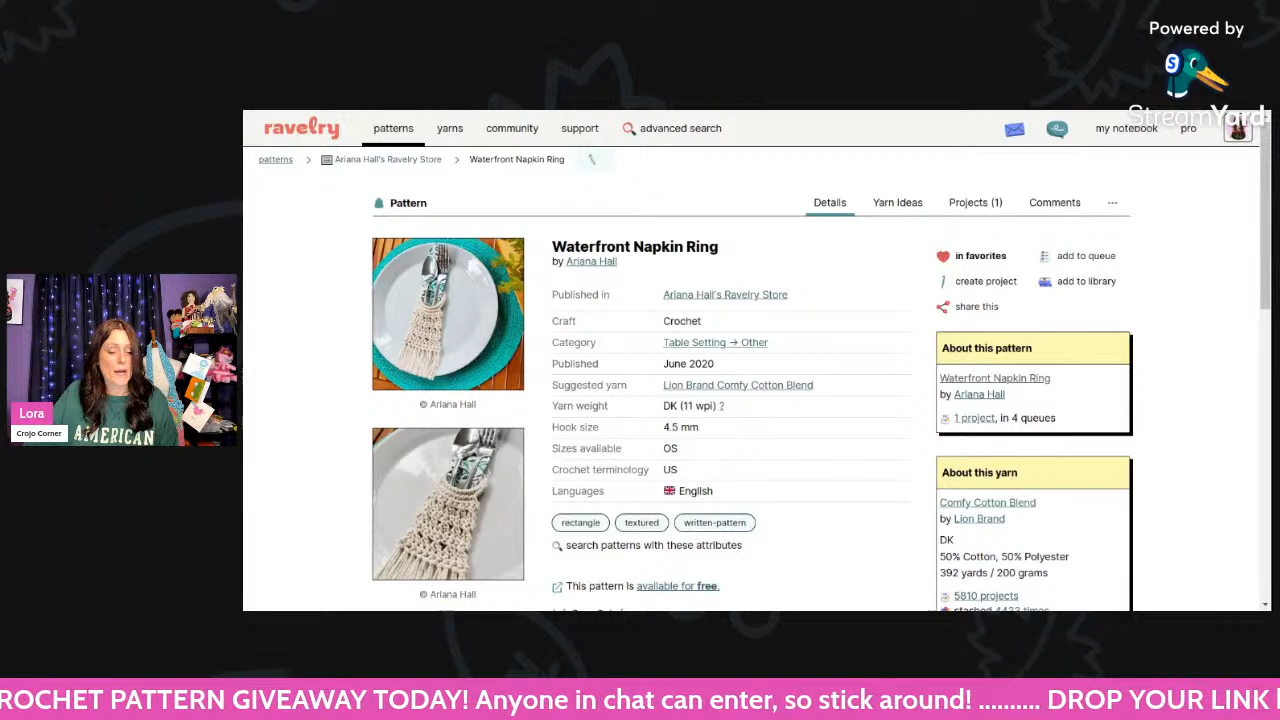 Powered by
S
StreamYard
ravelry
patterns yarns community support advanced search my notebook pro
patterns > Ariana Hall's Ravelry Store > Waterfront Napkin Ring
Pattern
Details Yarn Ideas Projects (1) Comments ...
Waterfront Napkin Ring
by Ariana Hall
Published in Ariana Hall's Ravelry Store
Craft Crochet
Category Table Setting → Other
Published June 2020
Suggested yarn Lion Brand Comfy Cotton Blend
Yarn weight DK (11 wpi) ?
Hook size 4.5 mm
Sizes available OS
Crochet terminology US
Languages English
rectangle textured written-pattern
search patterns with these attributes
This pattern is available for free.
© Ariana Hall
© Ariana Hall
in favorites add to queue
create project add to library
share this
About this pattern
Waterfront Napkin Ring
by Ariana Hall
1 project, in 4 queues
About this yarn
Comfy Cotton Blend
by Lion Brand
DK
50% Cotton, 50% Polyester
392 yards / 200 grams
5810 projects
stashed 4433 times
Lora
Crojo Corner
AMERICAN
ROCHET PATTERN GIVEAWAY TODAY! Anyone in chat can enter, so stick around! .......... DROP YOUR LINK